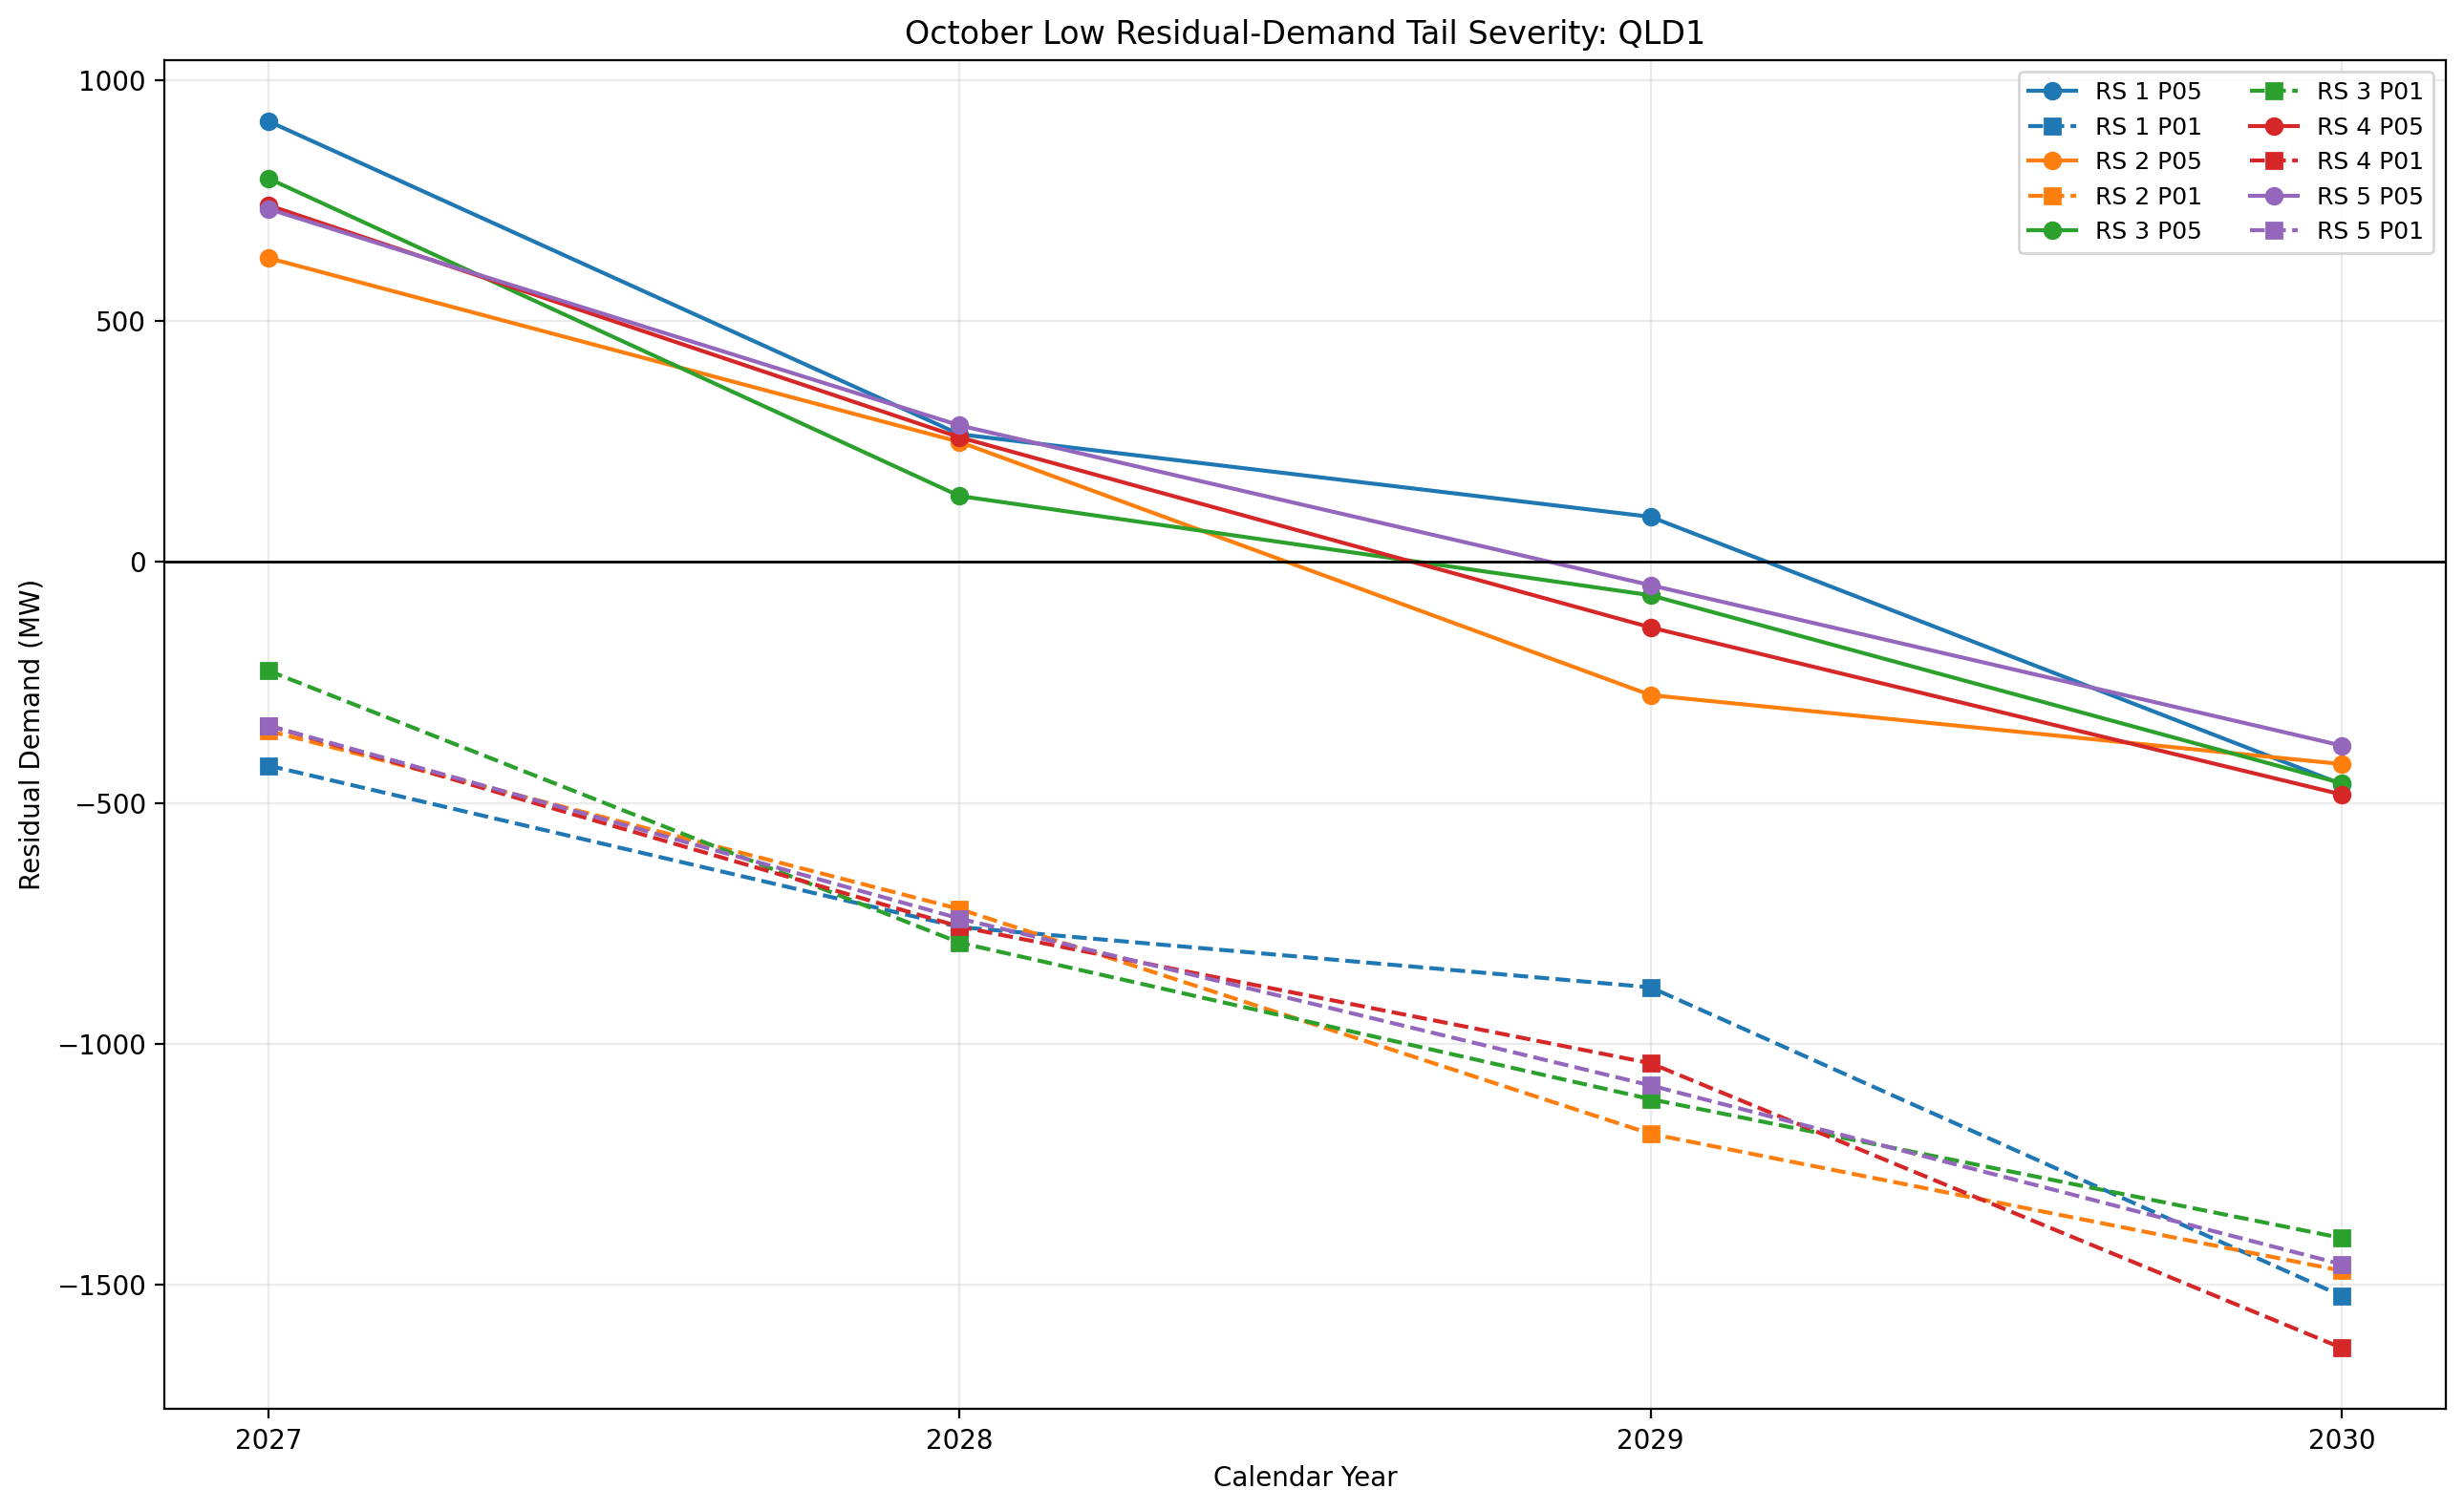 October Low Residual-Demand Tail Severity: QLD1
1000
500
0
−500
−1000
−1500
Residual Demand (MW)
RS 1 P05
RS 1 P01
RS 2 P05
RS 2 P01
RS 3 P05
RS 3 P01
RS 4 P05
RS 4 P01
RS 5 P05
RS 5 P01
2027
2028
2029
2030
Calendar Year